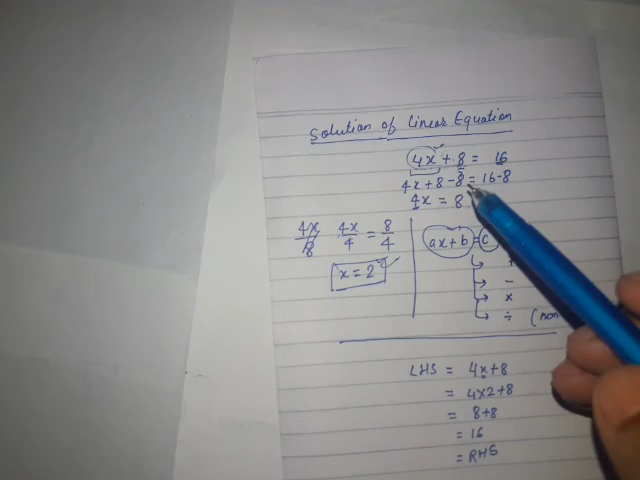 Solution of Linear Equation
4x + 8 = 16
4x + 8 - 8 = 16 - 8
4x = 8
4x/8 4x/4 = 8/4
x = 2
ax + b = c
+
-
×
÷ (non
LHS = 4x+8
= 4×2+8
= 8+8
= 16
= RHS